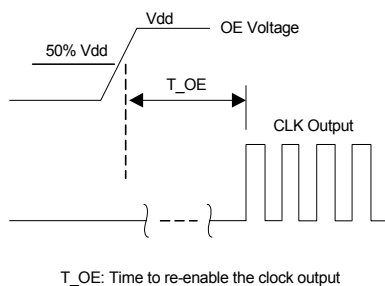 Vdd
OE Voltage
50% Vdd
T_OE
CLK Output
T_OE: Time to re-enable the clock output